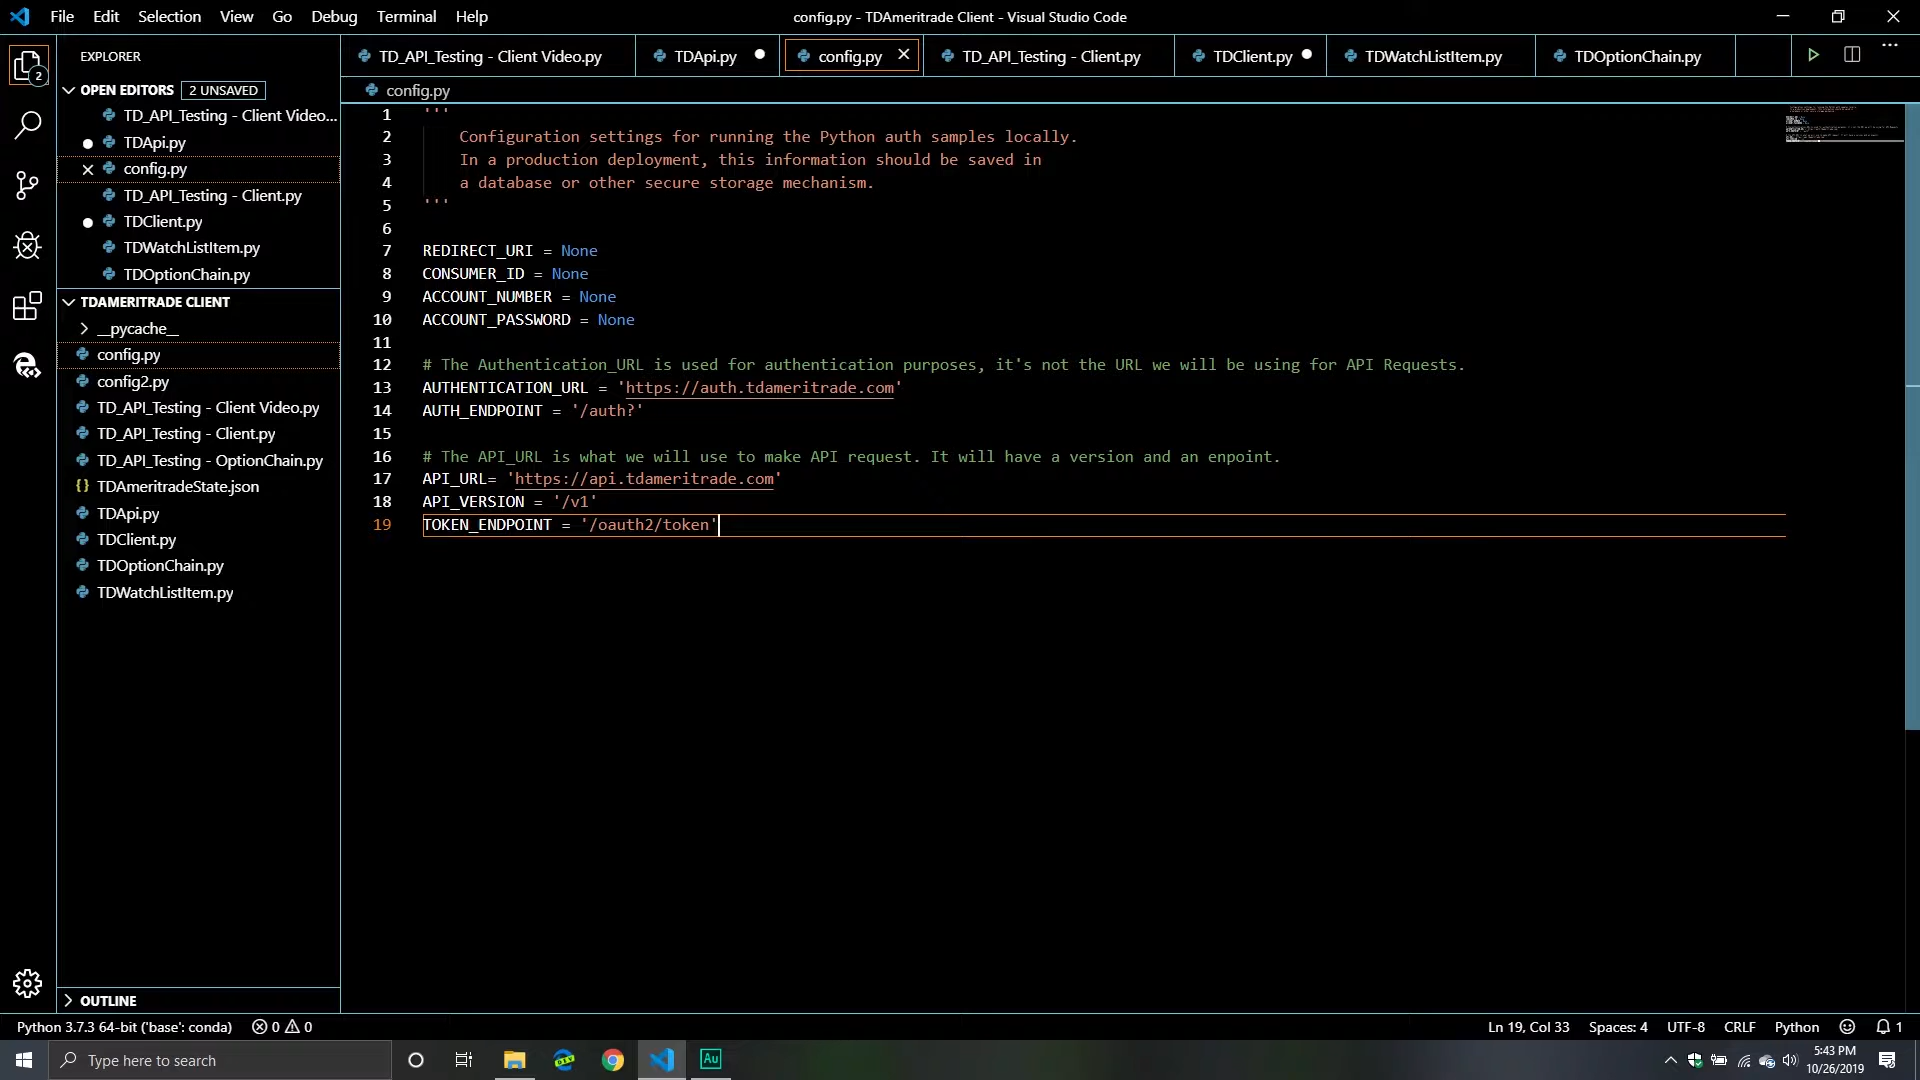 File Edit Selection View Go Debug Terminal Help
config.py - TDAmeritrade Client - Visual Studio Code
EXPLORER
OPEN EDITORS 2 UNSAVED
TD_API_Testing - Client Video...
TDApi.py
config.py
TD_API_Testing - Client.py
TDClient.py
TDWatchListItem.py
TDOptionChain.py
TDAMERITRADE CLIENT
__pycache__
config.py
config2.py
TD_API_Testing - Client Video.py
TD_API_Testing - Client.py
TD_API_Testing - OptionChain.py
TDAmeritradeState.json
TDApi.py
TDClient.py
TDOptionChain.py
TDWatchListItem.py
OUTLINE
2
TD_API_Testing - Client Video.py TDApi.py config.py TD_API_Testing - Client.py TDClient.py TDWatchListItem.py TDOptionChain.py
config.py
1 '''
2 Configuration settings for running the Python auth samples locally.
3 In a production deployment, this information should be saved in
4 a database or other secure storage mechanism.
5 '''
6
7 REDIRECT_URI = None
8 CONSUMER_ID = None
9 ACCOUNT_NUMBER = None
10 ACCOUNT_PASSWORD = None
11
12 # The Authentication_URL is used for authentication purposes, it's not the URL we will be using for API Requests.
13 AUTHENTICATION_URL = 'https://auth.tdameritrade.com'
14 AUTH_ENDPOINT = '/auth?'
15
16 # The API_URL is what we will use to make API request. It will have a version and an enpoint.
17 API_URL= 'https://api.tdameritrade.com'
18 API_VERSION = '/v1'
19 TOKEN_ENDPOINT = '/oauth2/token'
Python 3.7.3 64-bit ('base': conda) 0 0 Ln 19, Col 33 Spaces: 4 UTF-8 CRLF Python 1
Type here to search
Au
5:43 PM
10/26/2019